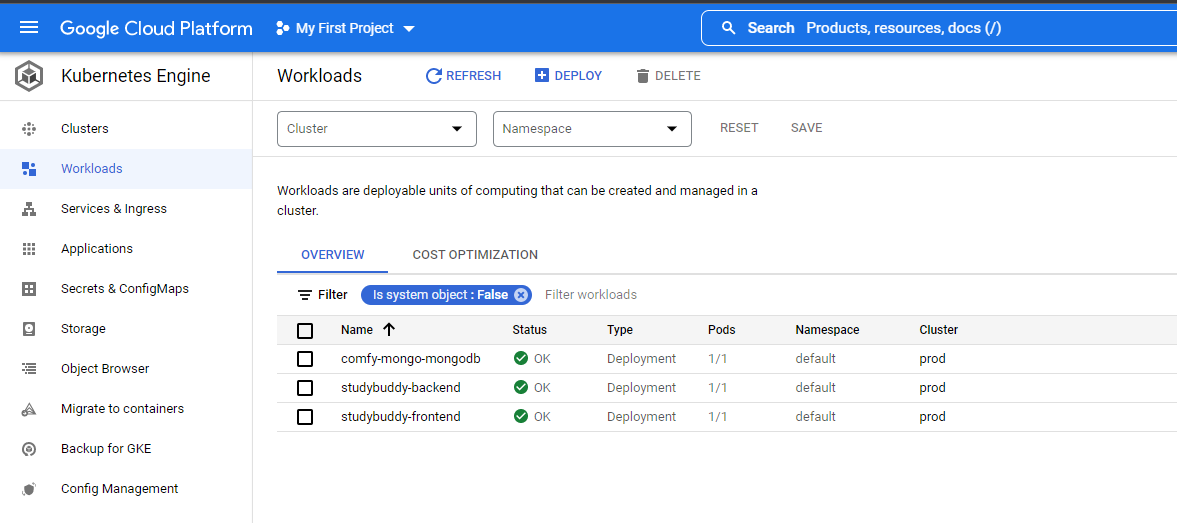 Google Cloud Platform My First Project Search Products, resources, docs (/)
Kubernetes Engine Workloads REFRESH DEPLOY DELETE
Clusters
Workloads
Services & Ingress
Applications
Secrets & ConfigMaps
Storage
Object Browser
Migrate to containers
Backup for GKE
Config Management
Cluster Namespace RESET SAVE
Workloads are deployable units of computing that can be created and managed in a
cluster.
OVERVIEW COST OPTIMIZATION
Filter Is system object : False Filter workloads
Name Status Type Pods Namespace Cluster
comfy-mongo-mongodb OK Deployment 1/1 default prod
studybuddy-backend OK Deployment 1/1 default prod
studybuddy-frontend OK Deployment 1/1 default prod